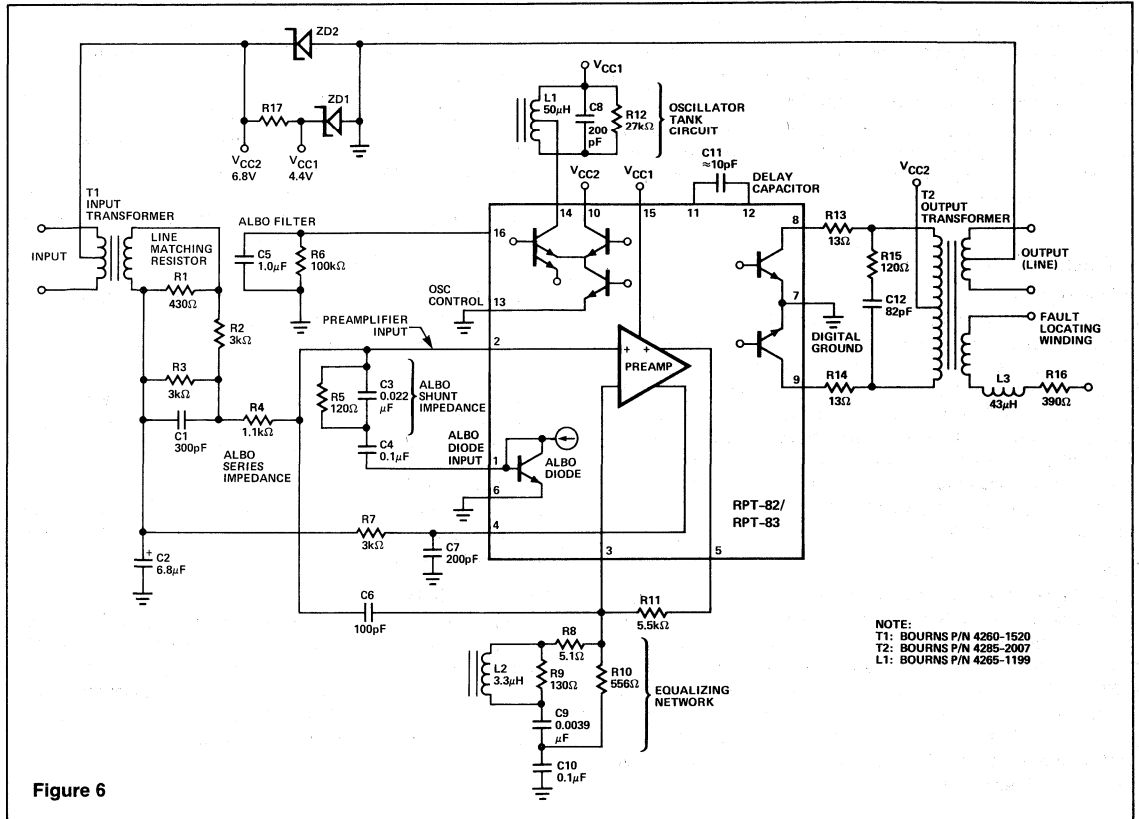 ZD2
R17
ZD1
VCC2
6.8V
VCC1
4.4V
VCC1
L1
50μH
C8
200
pF
R12
27kΩ
OSCILLATOR
TANK
CIRCUIT
C11
≈10pF
DELAY
CAPACITOR
VCC2
VCC1
VCC2
T1
INPUT
TRANSFORMER
INPUT
LINE
MATCHING
RESISTOR
R1
430Ω
R2
3kΩ
R3
3kΩ
C1
300pF
R4
1.1kΩ
ALBO
SERIES
IMPEDANCE
ALBO FILTER
C5
1.0μF
R6
100kΩ
OSC
CONTROL
PREAMPLIFIER
INPUT
R5
120Ω
C3
0.022
μF
ALBO
SHUNT
IMPEDANCE
C4
0.1μF
ALBO
DIODE
INPUT
ALBO
DIODE
PREAMP
+
+
14
10
15
11
12
16
13
2
1
6
4
3
5
8
7
9
RPT-82/
RPT-83
R13
13Ω
R15
120Ω
C12
82pF
DIGITAL
GROUND
R14
13Ω
T2
OUTPUT
TRANSFORMER
OUTPUT
(LINE)
FAULT
LOCATING
WINDING
L3
43μH
R16
390Ω
C2
+
6.8μF
R7
3kΩ
C7
200pF
C6
100pF
R11
5.5kΩ
R8
5.1Ω
L2
3.3μH
R9
130Ω
R10
556Ω
C9
0.0039
μF
EQUALIZING
NETWORK
C10
0.1μF
NOTE:
T1: BOURNS P/N 4260-1520
T2: BOURNS P/N 4285-2007
L1: BOURNS P/N 4265-1199
Figure 6